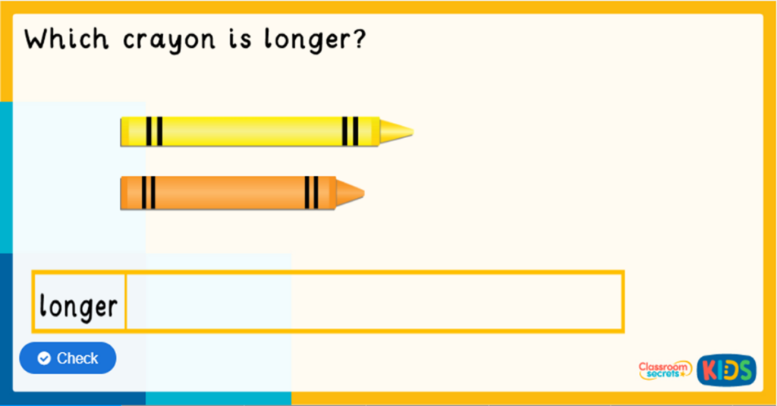 Which crayon is longer?
longer
Check
Classroom
secrets
KIDS